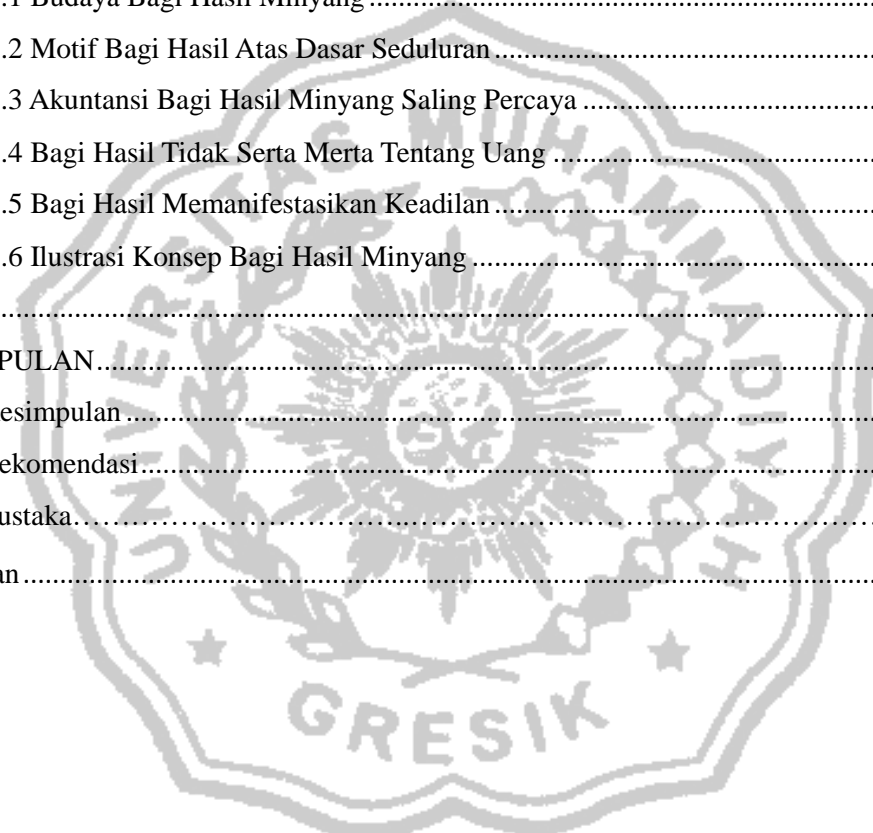 .1 Budaya Bagi Hasil Minyang ........................................................................
.2 Motif Bagi Hasil Atas Dasar Seduluran ........................................................................
.3 Akuntansi Bagi Hasil Minyang Saling Percaya ........................................................................
.4 Bagi Hasil Tidak Serta Merta Tentang Uang ........................................................................
.5 Bagi Hasil Memanifestasikan Keadilan ........................................................................
.6 Ilustrasi Konsep Bagi Hasil Minyang ........................................................................
........................................................................
PULAN ........................................................................
esimpulan ........................................................................
ekomendasi ........................................................................
ustaka ........................................................................
an ........................................................................
UNIVERSITAS MUHAMMADIYAH
GRESIK